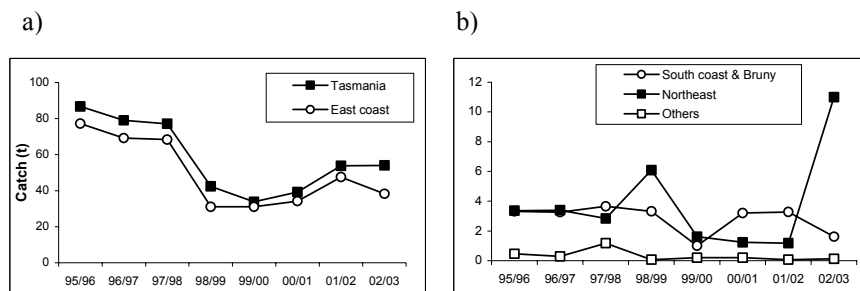 a)
b)
100
80
60
40
20
0
Catch (t)
Tasmania
East coast
95/96 96/97 97/98 98/99 99/00 00/01 01/02 02/03
12
10
8
6
4
2
0
South coast & Bruny
Northeast
Others
95/96 96/97 97/98 98/99 99/00 00/01 01/02 02/03